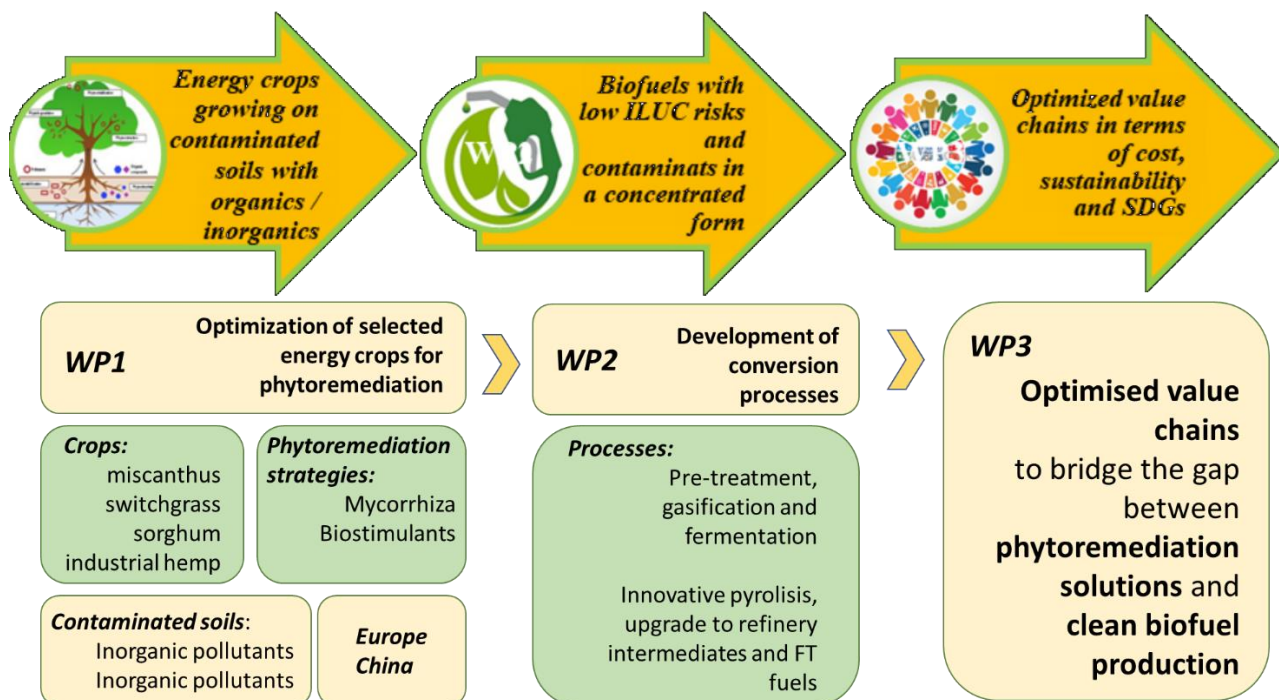 Energy crops
growing on
contaminated
soils with
organics /
inorganics
Biofuels with
low ILUC risks
and
contaminats in
a concentrated
form
Optimized value
chains in terms
of cost,
sustainability
and SDGs
WP1
Optimization of selected
energy crops for
phytoremediation
WP2
Development of
conversion
processes
WP3
Optimised value
chains
to bridge the gap
between
phytoremediation
solutions and
clean biofuel
production
Crops:
miscanthus
switchgrass
sorghum
industrial hemp
Phytoremediation
strategies:
Mycorrhiza
Biostimulants
Processes:
Pre-treatment,
gasification and
fermentation
Innovative pyrolisis,
upgrade to refinery
intermediates and FT
fuels
Contaminated soils:
Inorganic pollutants
Inorganic pollutants
Europe
China